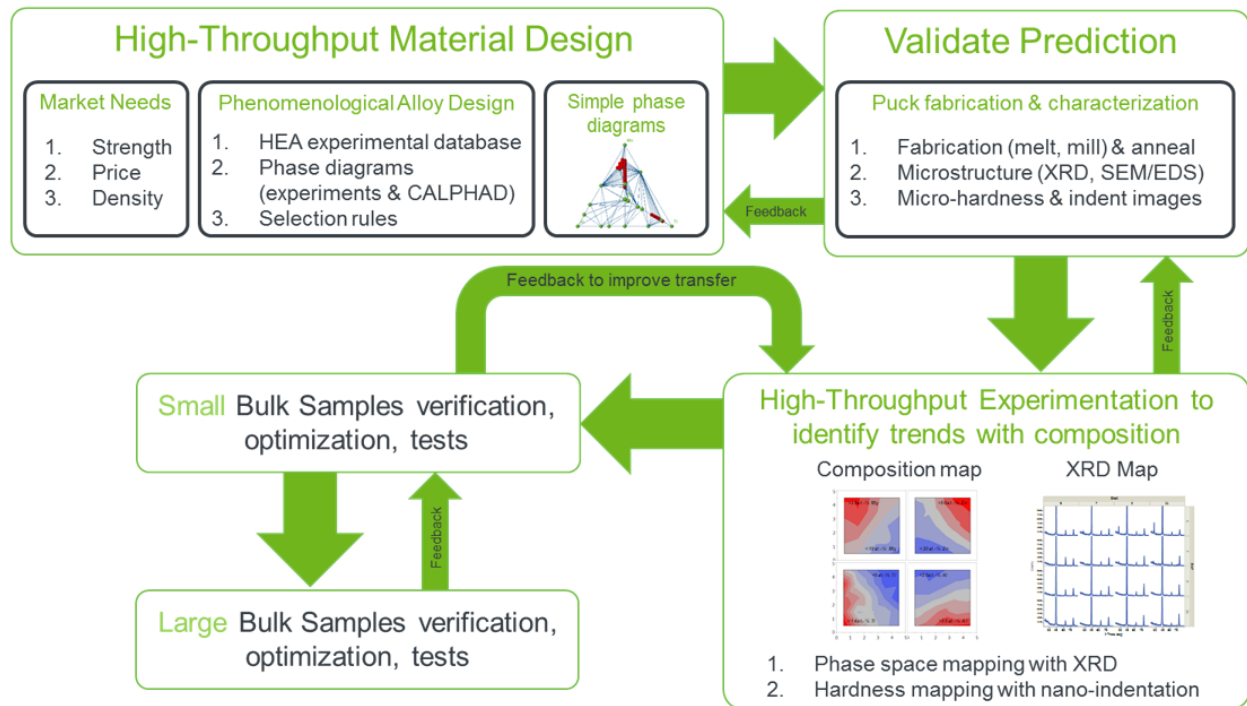 High-Throughput Material Design
Market Needs
1. Strength
2. Price
3. Density
Phenomenological Alloy Design
1. HEA experimental database
2. Phase diagrams
(experiments & CALPHAD)
3. Selection rules
Simple phase
diagrams
Validate Prediction
Puck fabrication & characterization
1. Fabrication (melt, mill) & anneal
2. Microstructure (XRD, SEM/EDS)
3. Micro-hardness & indent images
Feedback
Feedback
Feedback to improve transfer
High-Throughput Experimentation to
identify trends with composition
Composition map
XRD Map
1. Phase space mapping with XRD
2. Hardness mapping with nano-indentation
Small Bulk Samples verification,
optimization, tests
Feedback
Large Bulk Samples verification,
optimization, tests